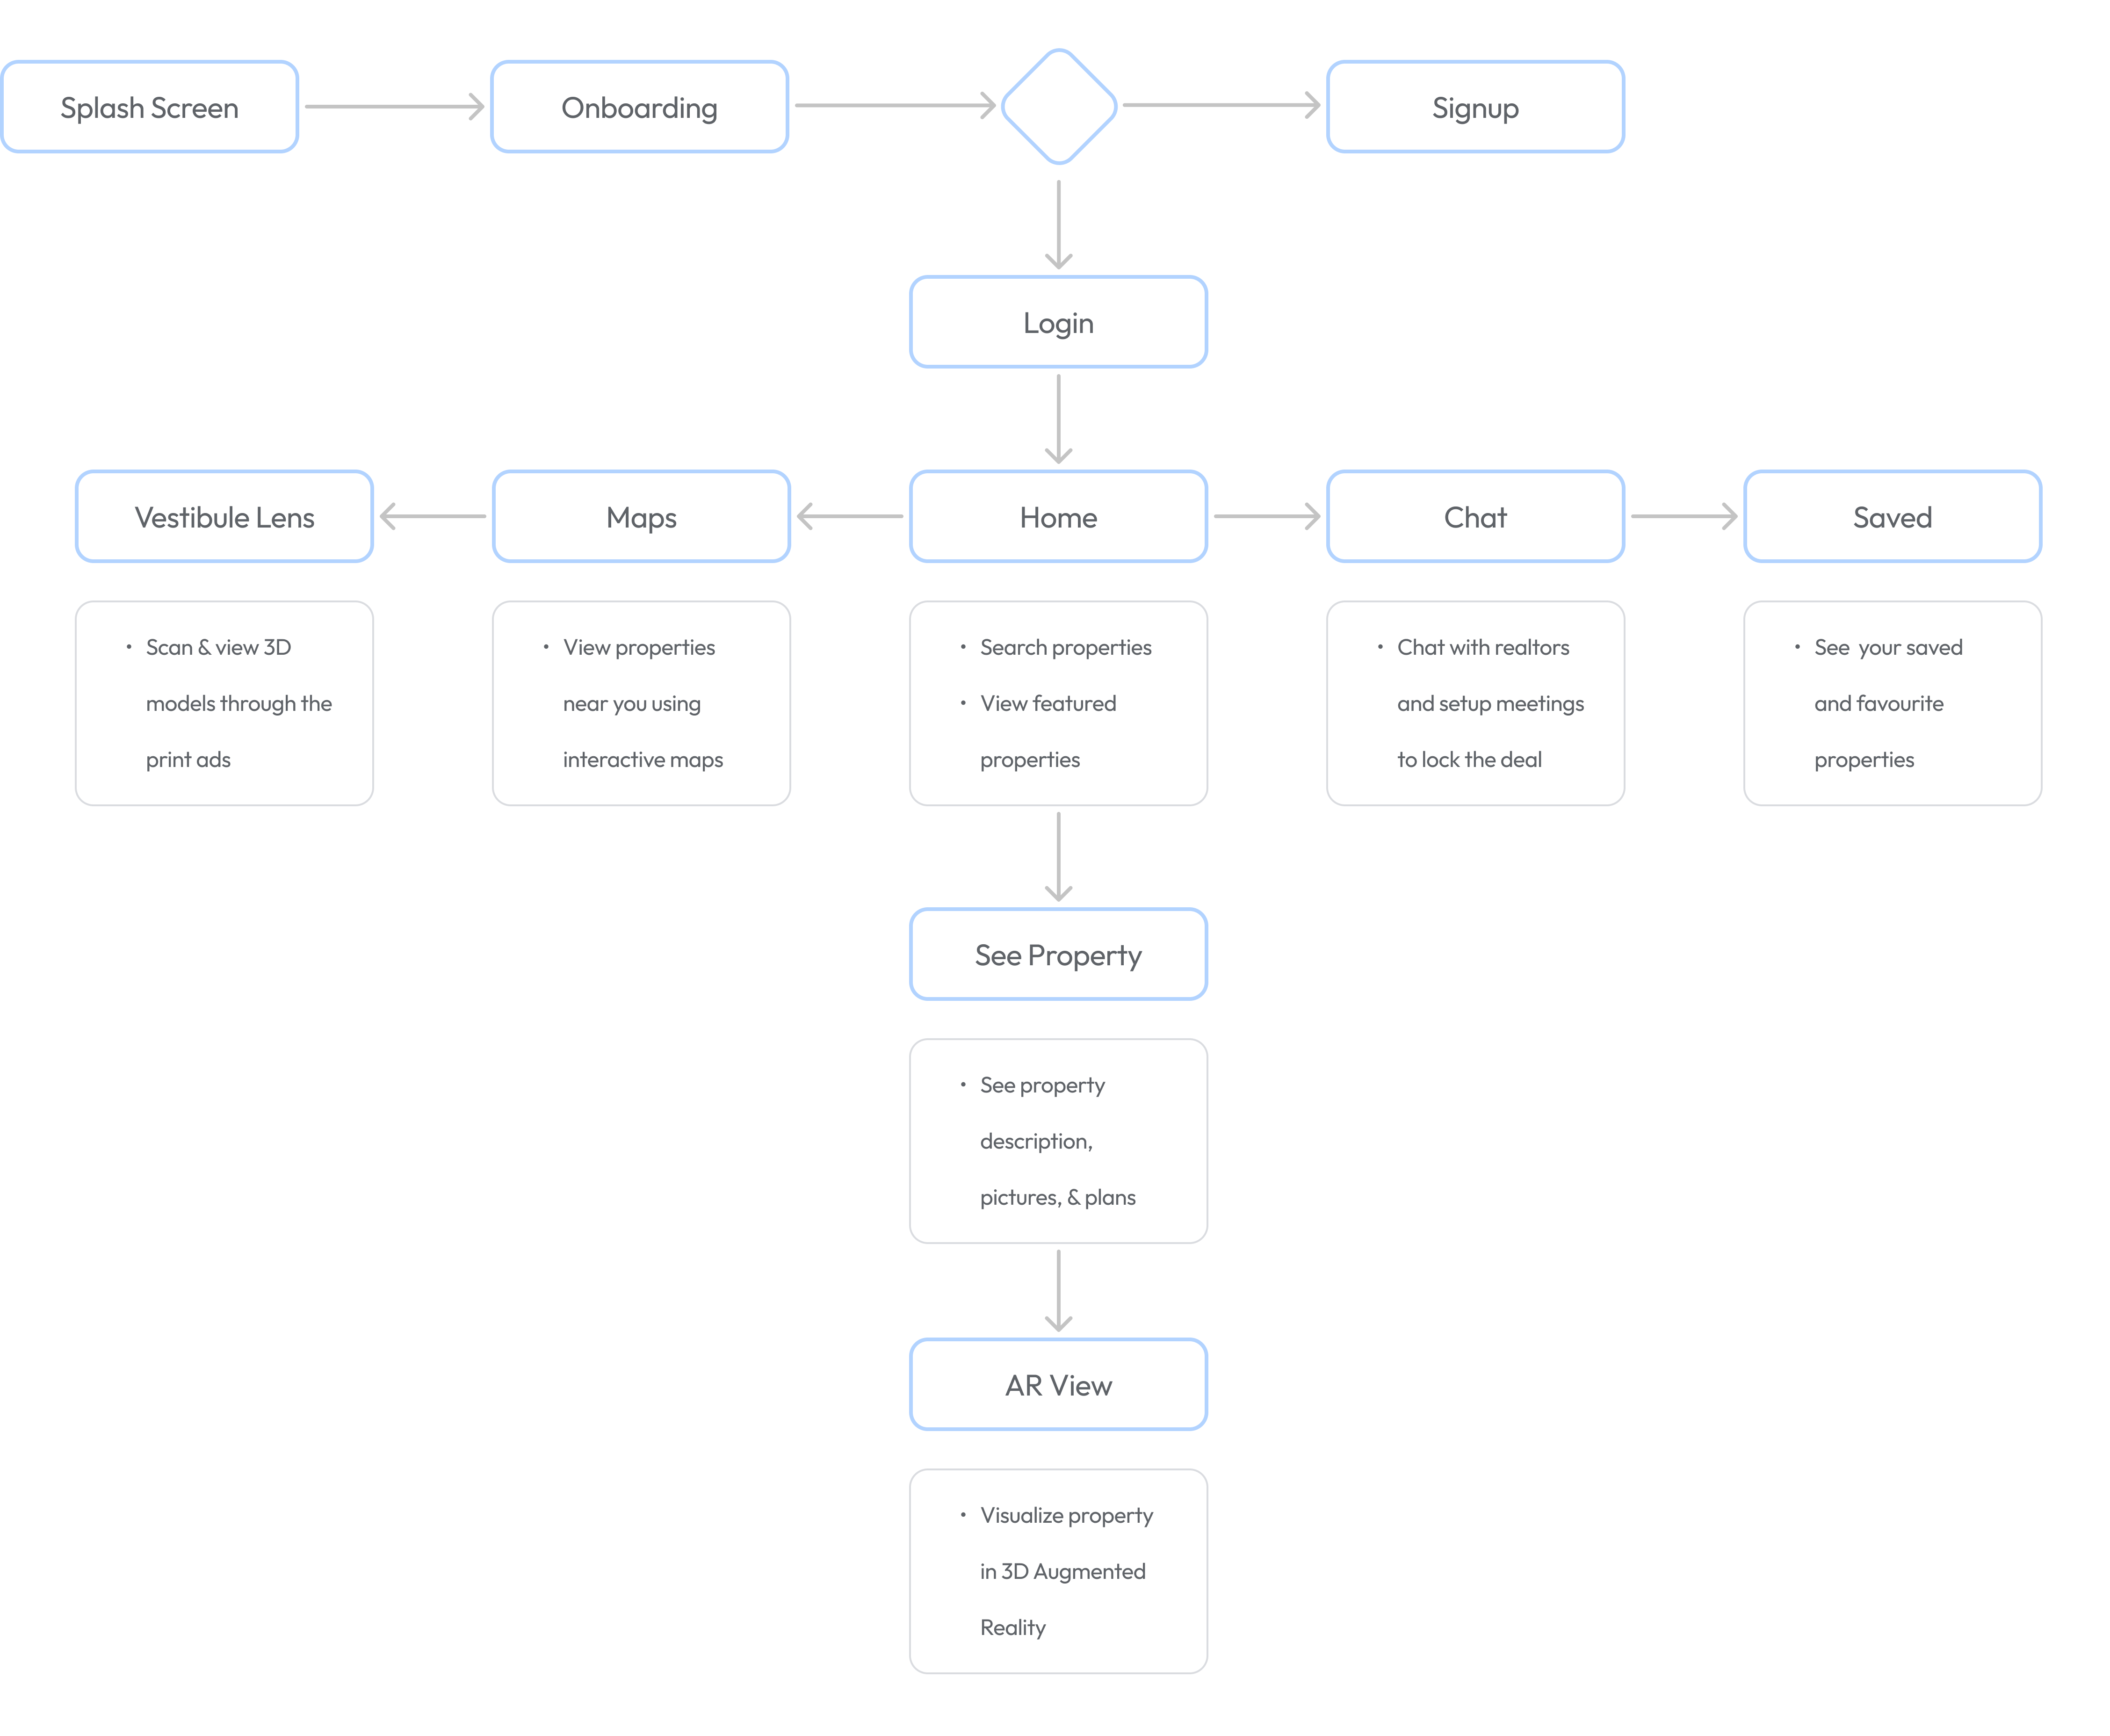 Splash Screen
Onboarding
Signup
Login
Vestibule Lens
Maps
Home
Chat
Saved
• Scan & view 3D
models through the
print ads
• View properties
near you using
interactive maps
• Search properties
• View featured
properties
• Chat with realtors
and setup meetings
to lock the deal
• See  your saved
and favourite
properties
See Property
• See property
description,
pictures, & plans
AR View
• Visualize property
in 3D Augmented
Reality